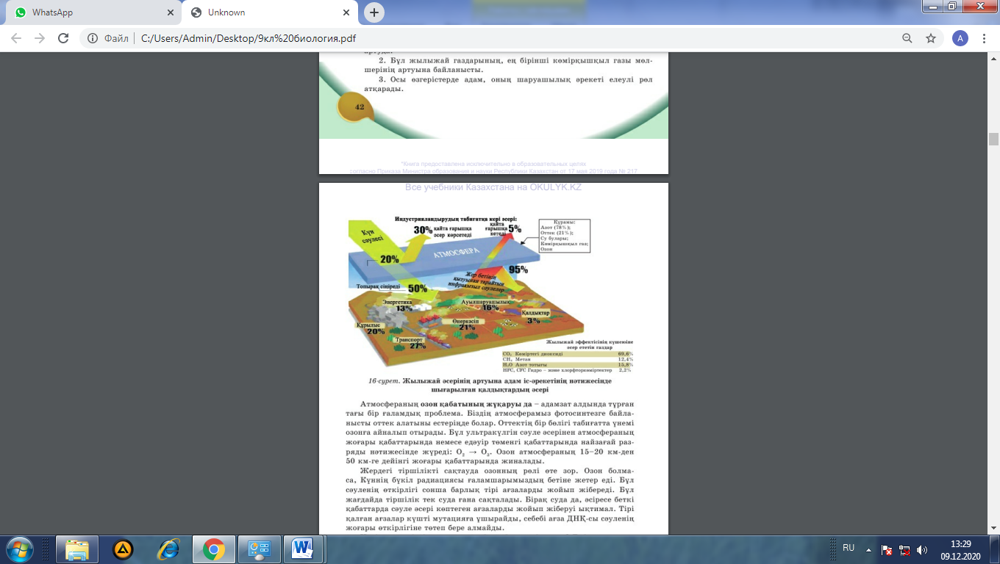 WhatsApp
Unknown
Файл C:/Users/Admin/Desktop/9кл%20биология.pdf
A
артуда.
2. Бұл жылыжай газдарының, ең бірінші көмірқышқыл газы мөл-
шерінің артуына байланысты.
3. Осы өзгерістерде адам, оның шаруашылық әрекеті елеулі рөл
атқарады.
42
"Книга предоставлена исключительно в образовательных целях
согласно Приказа Министра образования и науки Республики Казахстан от 17 мая 2019 года № 217
Все учебники Казахстана на OKULYK.KZ
Индустрияландырудың табиғатқа кері әсері:
Күн
сәулесі
30% қайта ғарышқа
әсер көрсетеді
қайта
ғарышқа
кетеді
5%
Құрамы:
Азот (78%);
Оттек (21%);
Су булары;
Көмірқышқыл газ;
Озон
АТМОСФЕРА
20%
95%
Жер бетінің
қызуынан тарайтын
инфрақызыл сәулелер
Топырақ сіңіреді 50%
Энергетика
13%
Ауылшаруашылық
16%
Қалдықтар
3%
Құрылыс
20%
Өнеркәсіп
21%
Транспорт
27%
Жылыжай эффектісінің күшеюіне
әсер ететін газдар
CO₂ Көміртегі диоксиді 69,6%
CH₄ Метан 12,4%
H₂O Азот тотығы 15,8%
HFC, CFC Гидро – және хлорфторкөміртектер 2,2%
16-сурет. Жылыжай әсерінің артуына адам іс-әрекетінің нәтижесінде
шығарылған қалдықтардың әсері
Атмосфераның озон қабатының жұқаруы да – адамзат алдында тұрған
тағы бір ғаламдық проблема. Біздің атмосферамыз фотосинтезге байла-
нысты оттек алатыны естеріңде болар. Оттектің бір бөлігі табиғатта үнемі
озонға айналып отырады. Бұл ультракүлгін сәуле әсерінен атмосфераның
жоғары қабаттарында немесе едәуір төменгі қабаттарында найзағай раз-
ряды нәтижесінде жүреді: O₂ → O₃. Озон атмосфераның 15–20 км-ден
50 км-ге дейінгі жоғары қабаттарында жиналады.
Жердегі тіршілікті сақтауда озонның рөлі өте зор. Озон болма-
са, Күннің бүкіл радиациясы ғаламшарымыздың бетіне жетер еді. Бұл
сәуленің өткірлігі сонша барлық тірі ағзаларды жойып жібереді. Бұл
жағдайда тіршілік тек суда ғана сақталады. Бірақ суда да, әсіресе беткі
қабаттарда сәуле әсері көптеген ағзаларды жойып жіберуі ықтимал. Тірі
қалған ағзалар күшті мутацияға ұшырайды, себебі ағза ДНҚ-сы сәуленің
жоғары өткірлігіне төтеп бере алмайды.
RU
13:29
09.12.2020